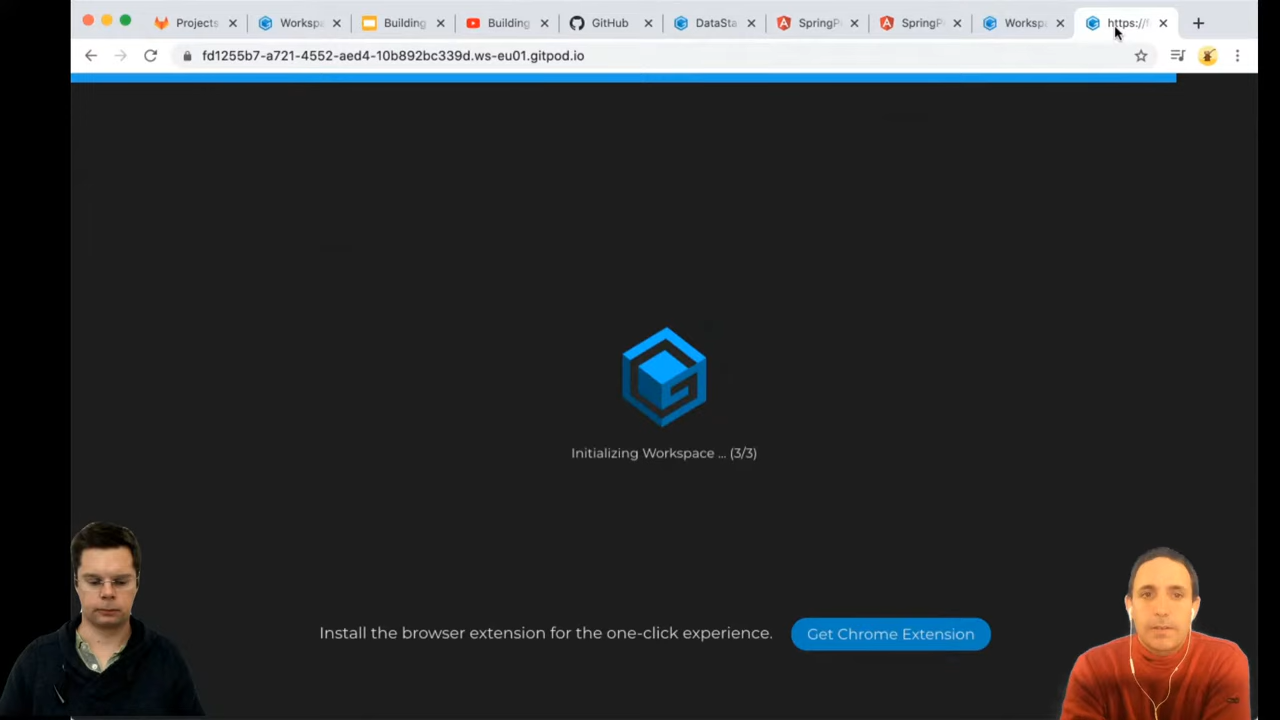 Projects
Workspa
Building
Building
GitHub
DataSta
SpringP
SpringP
Worksp
https://f
fd1255b7-a721-4552-aed4-10b892bc339d.ws-eu01.gitpod.io
Initializing Workspace ... (3/3)
Install the browser extension for the one-click experience. Get Chrome Extension